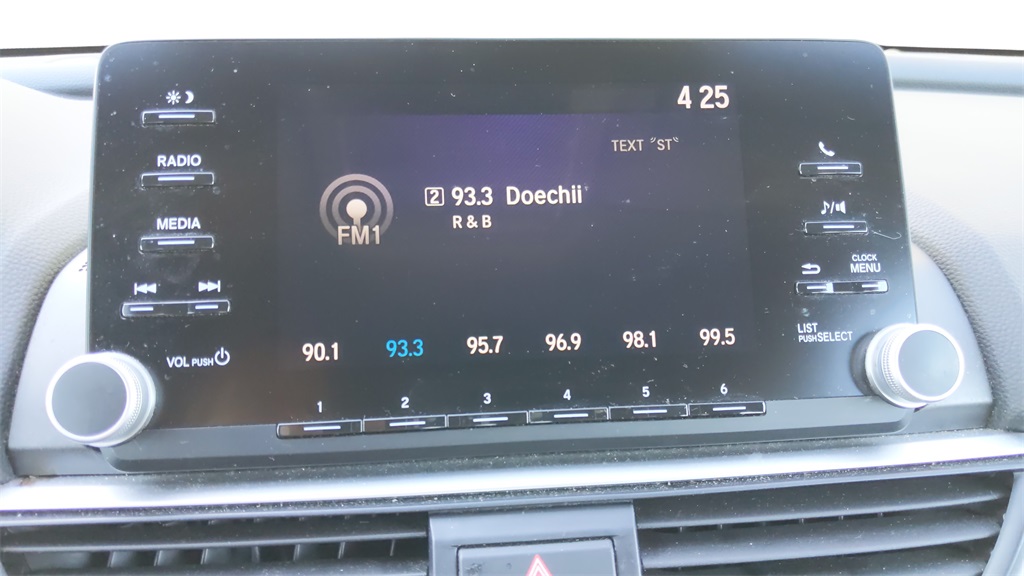 4 25
TEXT "ST"
RADIO
2 93.3 Doechii
R & B
FM1
MEDIA
CLOCK
MENU
LIST
PUSH SELECT
VOL PUSH
90.1 93.3 95.7 96.9 98.1 99.5
1 2 3 4 5 6